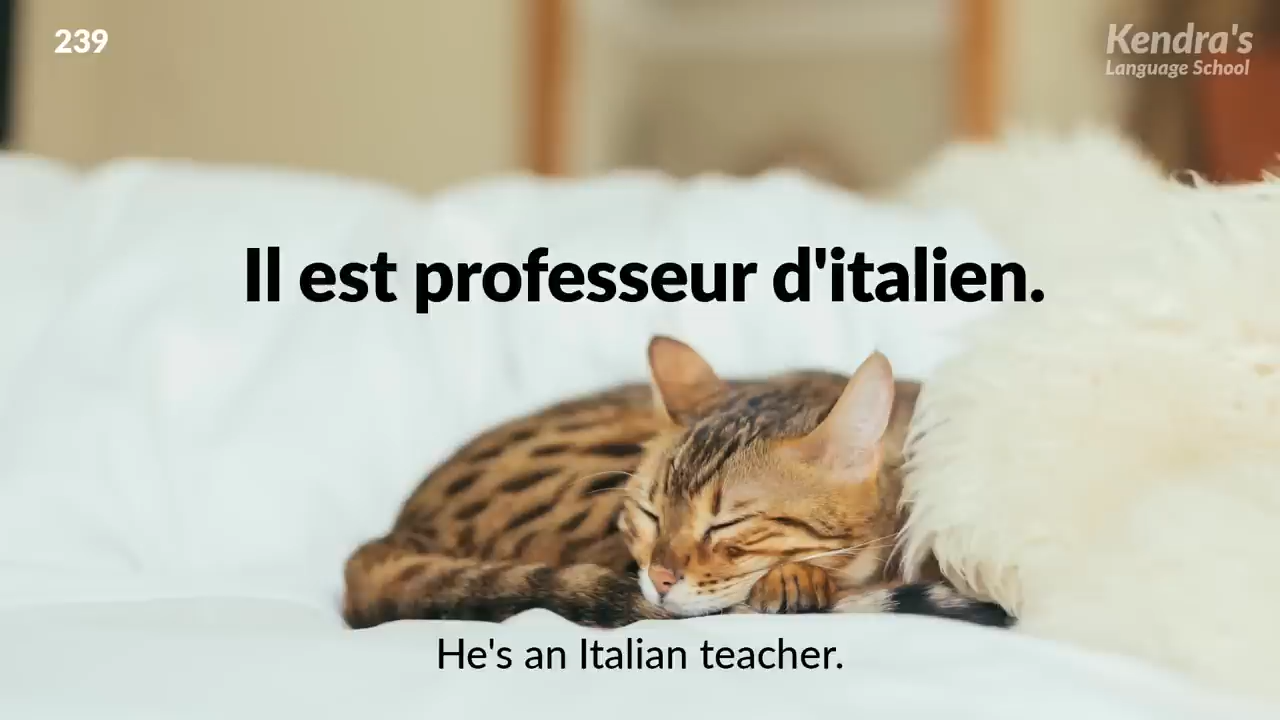 239
Kendra's
Language School
Il est professeur d'italien.
He's an Italian teacher.